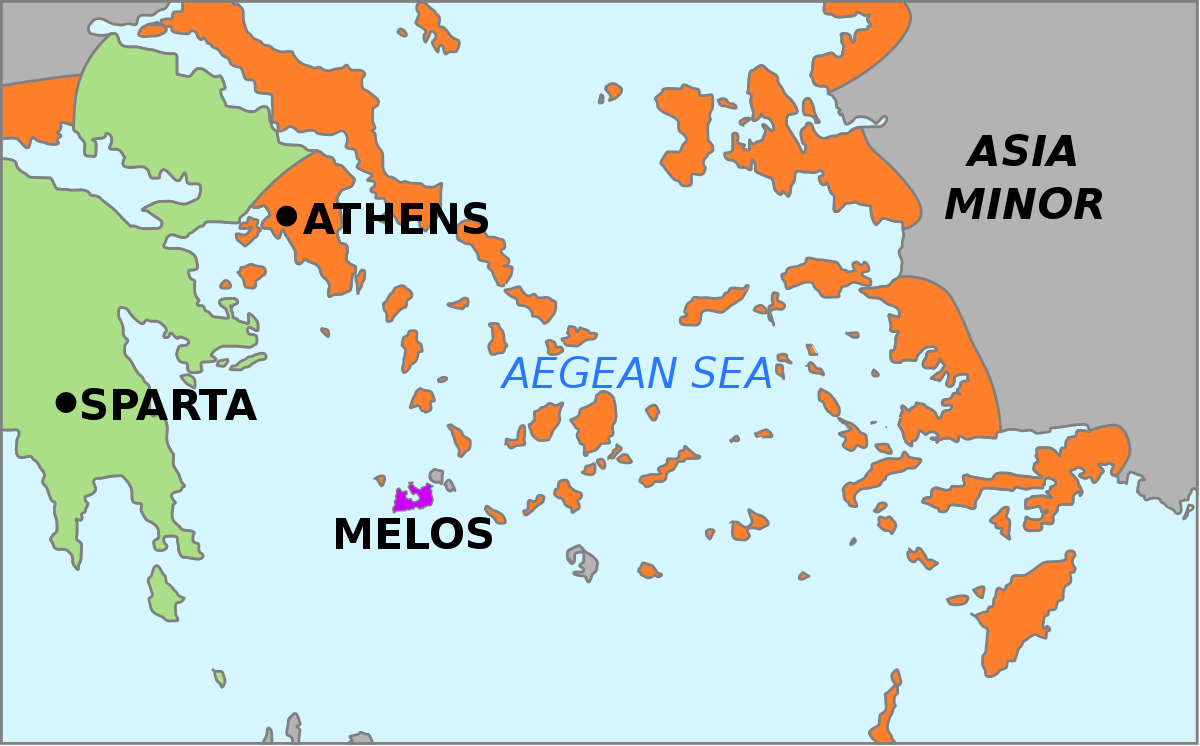 ASIA
MINOR
ATHENS
AEGEAN SEA
SPARTA
MELOS